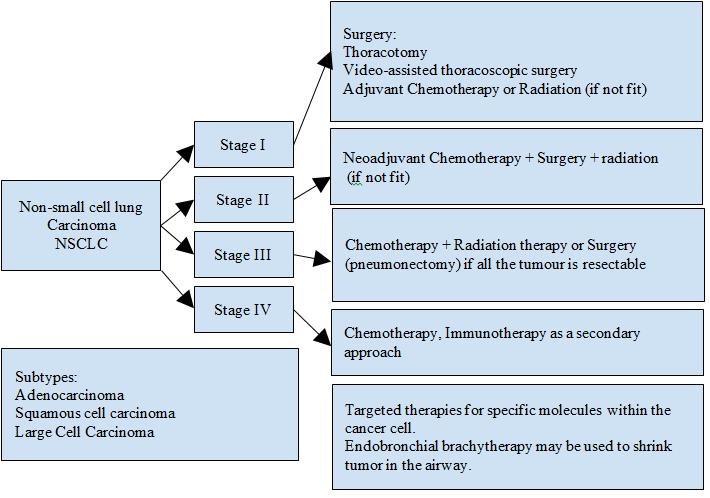 Non-small cell lung
Carcinoma
NSCLC
Stage I
Surgery:
Thoracotomy
Video-assisted thoracoscopic surgery
Adjuvant Chemotherapy or Radiation (if not fit)
Stage II
Neoadjuvant Chemotherapy + Surgery + radiation
(if not fit)
Stage III
Chemotherapy + Radiation therapy or Surgery
(pneumonectomy) if all the tumour is resectable
Stage IV
Chemotherapy, Immunotherapy as a secondary
approach
Subtypes:
Adenocarcinoma
Squamous cell carcinoma
Large Cell Carcinoma
Targeted therapies for specific molecules within the
cancer cell.
Endobronchial brachytherapy may be used to shrink
tumor in the airway.